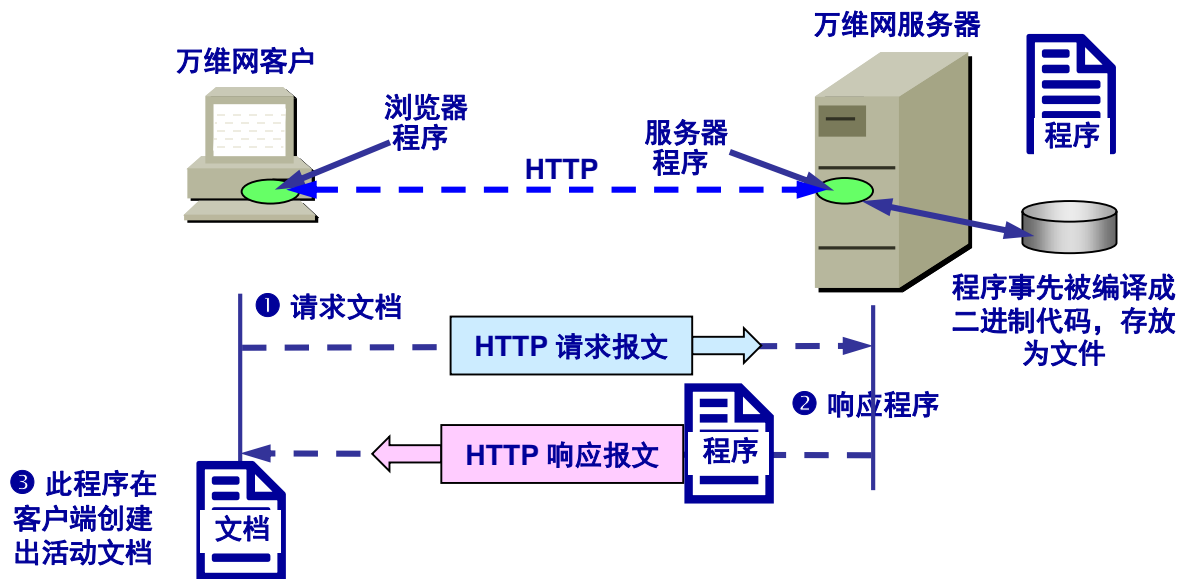 万维网服务器
万维网客户
浏览器
程序
服务器
程序
HTTP
程序
程序事先被编译成
二进制代码，存放
为文件
❶ 请求文档
HTTP 请求报文
❷ 响应程序
HTTP 响应报文
程序
❸ 此程序在
客户端创建
出活动文档
文档